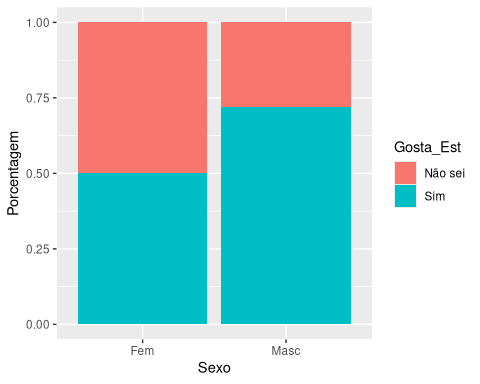 Porcentagem
1.00
0.75
0.50
0.25
0.00
Fem Masc
Sexo
Gosta_Est
Não sei
Sim